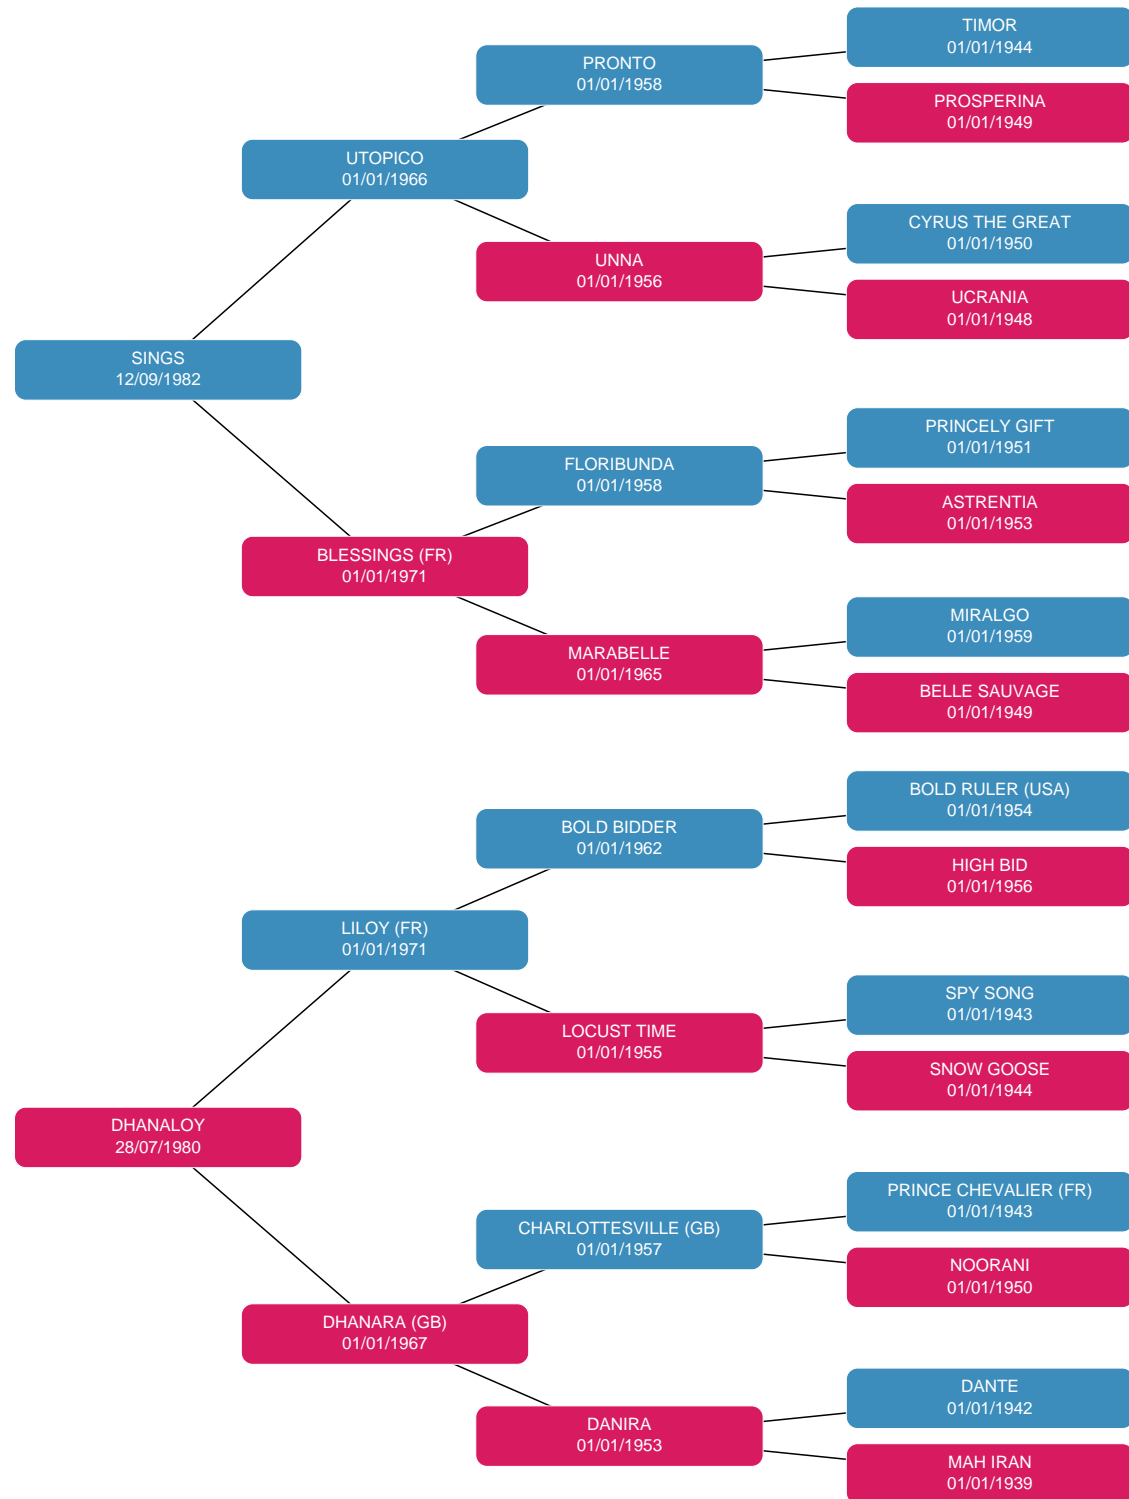 TIMOR
01/01/1944
PRONTO
01/01/1958
PROSPERINA
01/01/1949
UTOPICO
01/01/1966
CYRUS THE GREAT
01/01/1950
UNNA
01/01/1956
UCRANIA
01/01/1948
SINGS
12/09/1982
PRINCELY GIFT
01/01/1951
FLORIBUNDA
01/01/1958
ASTRENTIA
01/01/1953
BLESSINGS (FR)
01/01/1971
MIRALGO
01/01/1959
MARABELLE
01/01/1965
BELLE SAUVAGE
01/01/1949
BOLD RULER (USA)
01/01/1954
BOLD BIDDER
01/01/1962
HIGH BID
01/01/1956
LILOY (FR)
01/01/1971
SPY SONG
01/01/1943
LOCUST TIME
01/01/1955
SNOW GOOSE
01/01/1944
DHANALOY
28/07/1980
PRINCE CHEVALIER (FR)
01/01/1943
CHARLOTTESVILLE (GB)
01/01/1957
NOORANI
01/01/1950
DHANARA (GB)
01/01/1967
DANTE
01/01/1942
DANIRA
01/01/1953
MAH IRAN
01/01/1939